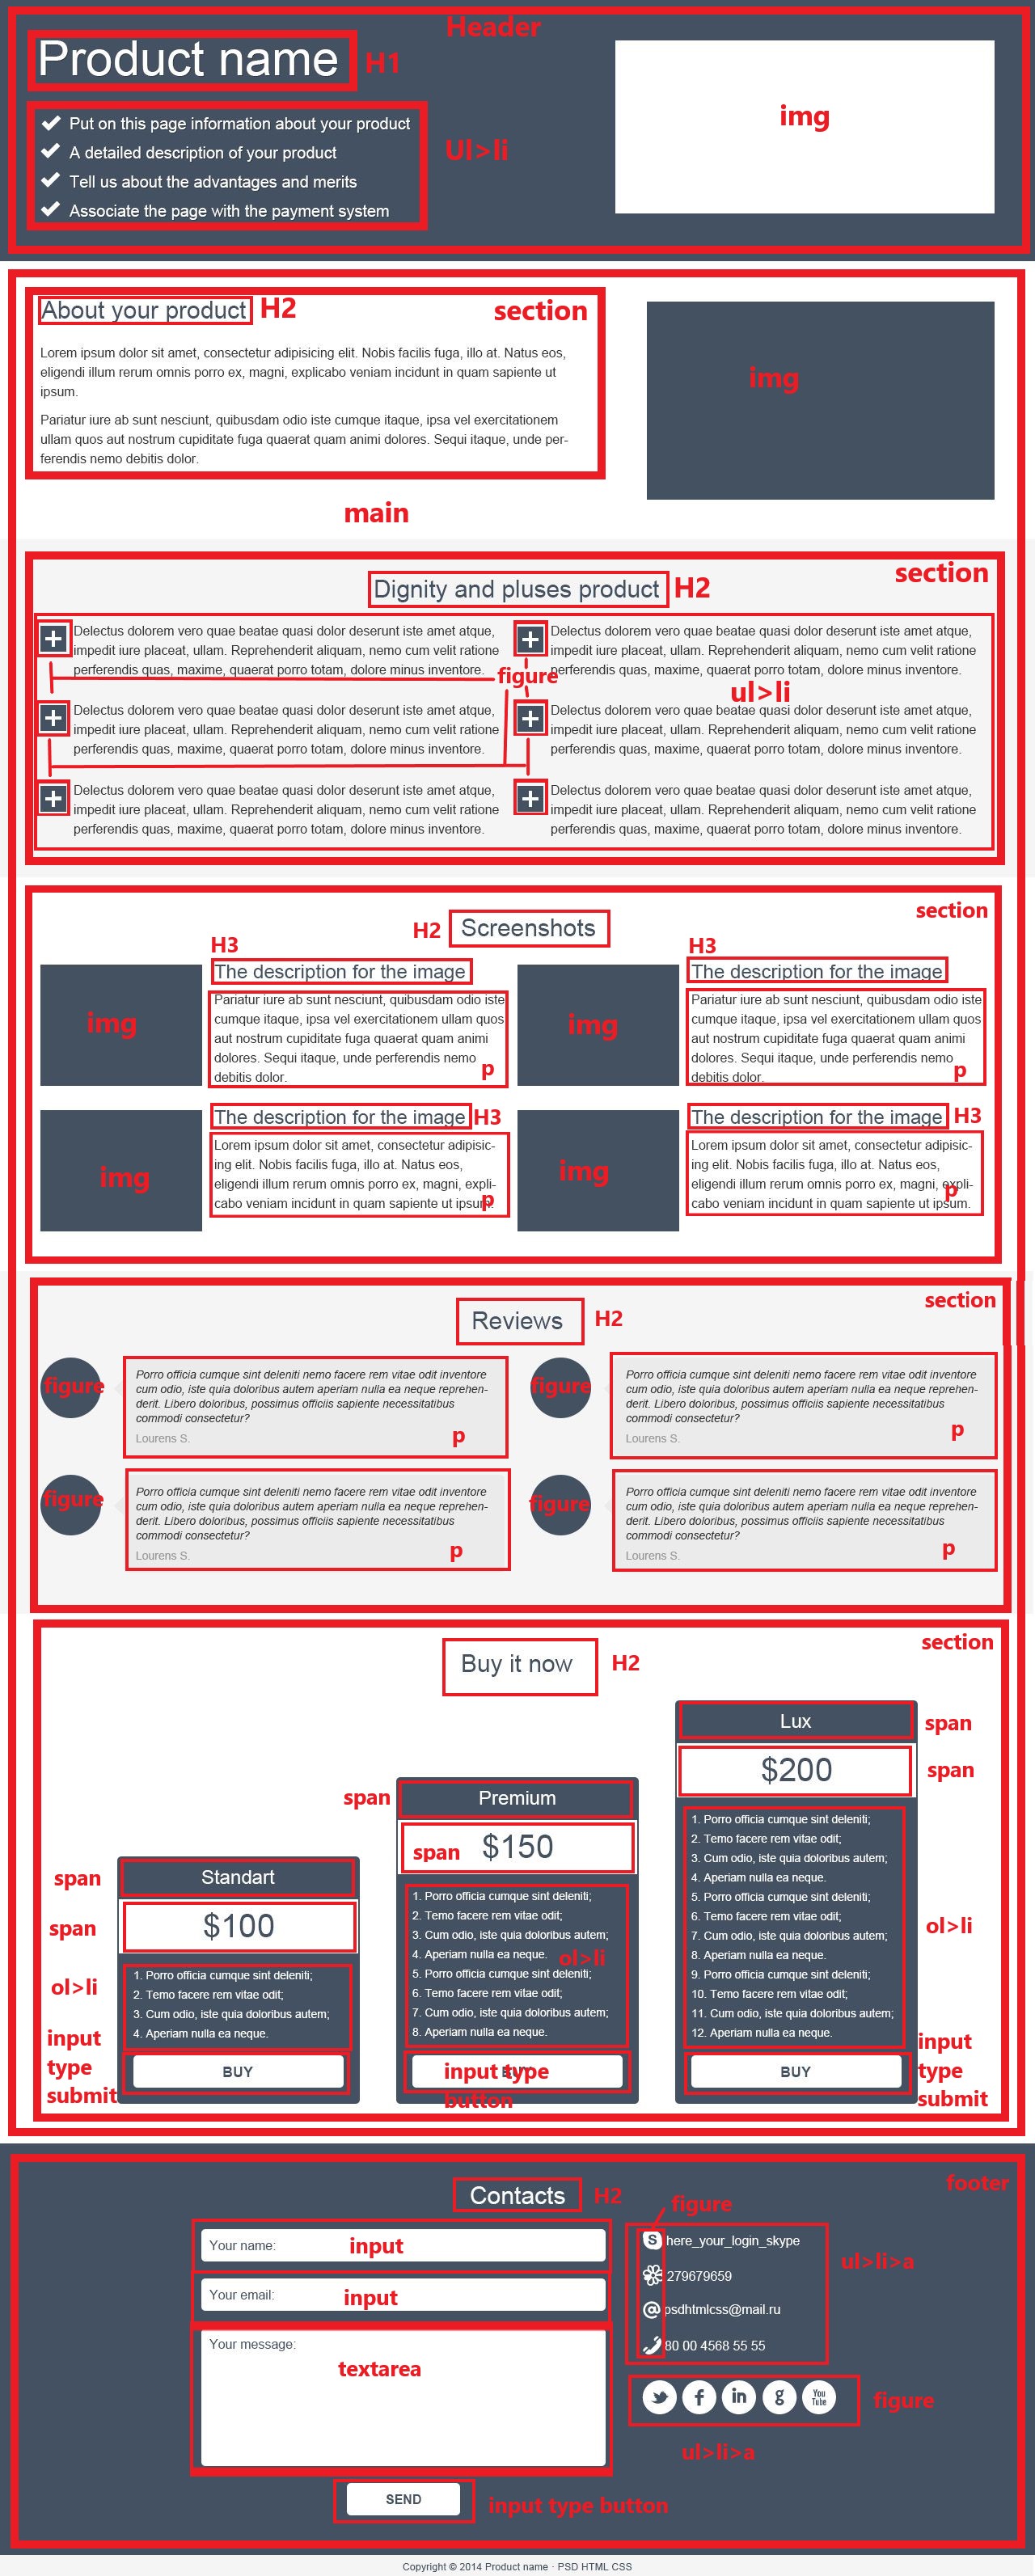 Header
Product name H1
img
Put on this page information about your product
A detailed description of your product
Tell us about the advantages and merits
Associate the page with the payment system
Ul>li
About your product H2 section
Lorem ipsum dolor sit amet, consectetur adipisicing elit. Nobis facilis fuga, illo at. Natus eos,
eligendi illum rerum omnis porro ex, magni, explicabo veniam incidunt in quam sapiente ut
ipsum.
Pariatur iure ab sunt nesciunt, quibusdam odio iste cumque itaque, ipsa vel exercitationem
ullam quos aut nostrum cupiditate fuga quaerat quam animi dolores. Sequi itaque, unde per-
ferendis nemo debitis dolor.
img
main
section
Dignity and pluses product H2
Delectus dolorem vero quae beatae quasi dolor deserunt iste amet atque,
impedit iure placeat, ullam. Reprehenderit aliquam, nemo cum velit ratione
perferendis quas, maxime, quaerat porro totam, dolore minus inventore.
Delectus dolorem vero quae beatae quasi dolor deserunt iste amet atque,
impedit iure placeat, ullam. Reprehenderit aliquam, nemo cum velit ratione
perferendis quas, maxime, quaerat porro totam, dolore minus inventore.
figure
ul>li
Delectus dolorem vero quae beatae quasi dolor deserunt iste amet atque,
impedit iure placeat, ullam. Reprehenderit aliquam, nemo cum velit ratione
perferendis quas, maxime, quaerat porro totam, dolore minus inventore.
Delectus dolorem vero quae beatae quasi dolor deserunt iste amet atque,
impedit iure placeat, ullam. Reprehenderit aliquam, nemo cum velit ratione
perferendis quas, maxime, quaerat porro totam, dolore minus inventore.
Delectus dolorem vero quae beatae quasi dolor deserunt iste amet atque,
impedit iure placeat, ullam. Reprehenderit aliquam, nemo cum velit ratione
perferendis quas, maxime, quaerat porro totam, dolore minus inventore.
Delectus dolorem vero quae beatae quasi dolor deserunt iste amet atque,
impedit iure placeat, ullam. Reprehenderit aliquam, nemo cum velit ratione
perferendis quas, maxime, quaerat porro totam, dolore minus inventore.
section
H2 Screenshots
H3
The description for the image
img
Pariatur iure ab sunt nesciunt, quibusdam odio iste
cumque itaque, ipsa vel exercitationem ullam quos
aut nostrum cupiditate fuga quaerat quam animi
dolores. Sequi itaque, unde perferendis nemo
debitis dolor.
p
H3
The description for the image
img
Pariatur iure ab sunt nesciunt, quibusdam odio iste
cumque itaque, ipsa vel exercitationem ullam quos
aut nostrum cupiditate fuga quaerat quam animi
dolores. Sequi itaque, unde perferendis nemo
debitis dolor.
p
The description for the image H3
img
Lorem ipsum dolor sit amet, consectetur adipisic-
ing elit. Nobis facilis fuga, illo at. Natus eos,
eligendi illum rerum omnis porro ex, magni, expli-
cabo veniam incidunt in quam sapiente ut ipsum.
p
The description for the image H3
img
Lorem ipsum dolor sit amet, consectetur adipisic-
ing elit. Nobis facilis fuga, illo at. Natus eos,
eligendi illum rerum omnis porro ex, magni, expli-
cabo veniam incidunt in quam sapiente ut ipsum.
p
section
Reviews H2
figure
Porro officia cumque sint deleniti nemo facere rem vitae odit inventore
cum odio, iste quia doloribus autem aperiam nulla ea neque reprehen-
derit. Libero doloribus, possimus officiis sapiente necessitatibus
commodi consectetur?
Lourens S.
p
figure
Porro officia cumque sint deleniti nemo facere rem vitae odit inventore
cum odio, iste quia doloribus autem aperiam nulla ea neque reprehen-
derit. Libero doloribus, possimus officiis sapiente necessitatibus
commodi consectetur?
Lourens S.
p
figure
Porro officia cumque sint deleniti nemo facere rem vitae odit inventore
cum odio, iste quia doloribus autem aperiam nulla ea neque reprehen-
derit. Libero doloribus, possimus officiis sapiente necessitatibus
commodi consectetur?
Lourens S.
p
figure
Porro officia cumque sint deleniti nemo facere rem vitae odit inventore
cum odio, iste quia doloribus autem aperiam nulla ea neque reprehen-
derit. Libero doloribus, possimus officiis sapiente necessitatibus
commodi consectetur?
Lourens S.
p
section
Buy it now H2
span Standart
span $100
ol>li
1. Porro officia cumque sint deleniti;
2. Temo facere rem vitae odit;
3. Cum odio, iste quia doloribus autem;
4. Aperiam nulla ea neque.
input
type
submit
BUY
span Premium
span $150
1. Porro officia cumque sint deleniti;
2. Temo facere rem vitae odit;
3. Cum odio, iste quia doloribus autem;
4. Aperiam nulla ea neque.
ol>li
5. Porro officia cumque sint deleniti;
6. Temo facere rem vitae odit;
7. Cum odio, iste quia doloribus autem;
8. Aperiam nulla ea neque.
input type
button
Lux span
$200 span
1. Porro officia cumque sint deleniti;
2. Temo facere rem vitae odit;
3. Cum odio, iste quia doloribus autem;
4. Aperiam nulla ea neque.
5. Porro officia cumque sint deleniti;
6. Temo facere rem vitae odit;
7. Cum odio, iste quia doloribus autem;
8. Aperiam nulla ea neque.
9. Porro officia cumque sint deleniti;
10. Temo facere rem vitae odit;
11. Cum odio, iste quia doloribus autem;
12. Aperiam nulla ea neque.
ol>li
BUY
input
type
submit
footer
Contacts H2
Your name: input
Your email: input
Your message:
textarea
SEND
input type button
figure
S here_your_login_skype
279679659
@ psdhtmlcss@mail.ru
80 00 4568 55 55
ul>li>a
f in g You Tube
figure
ul>li>a
Copyright © 2014 Product name · PSD HTML CSS